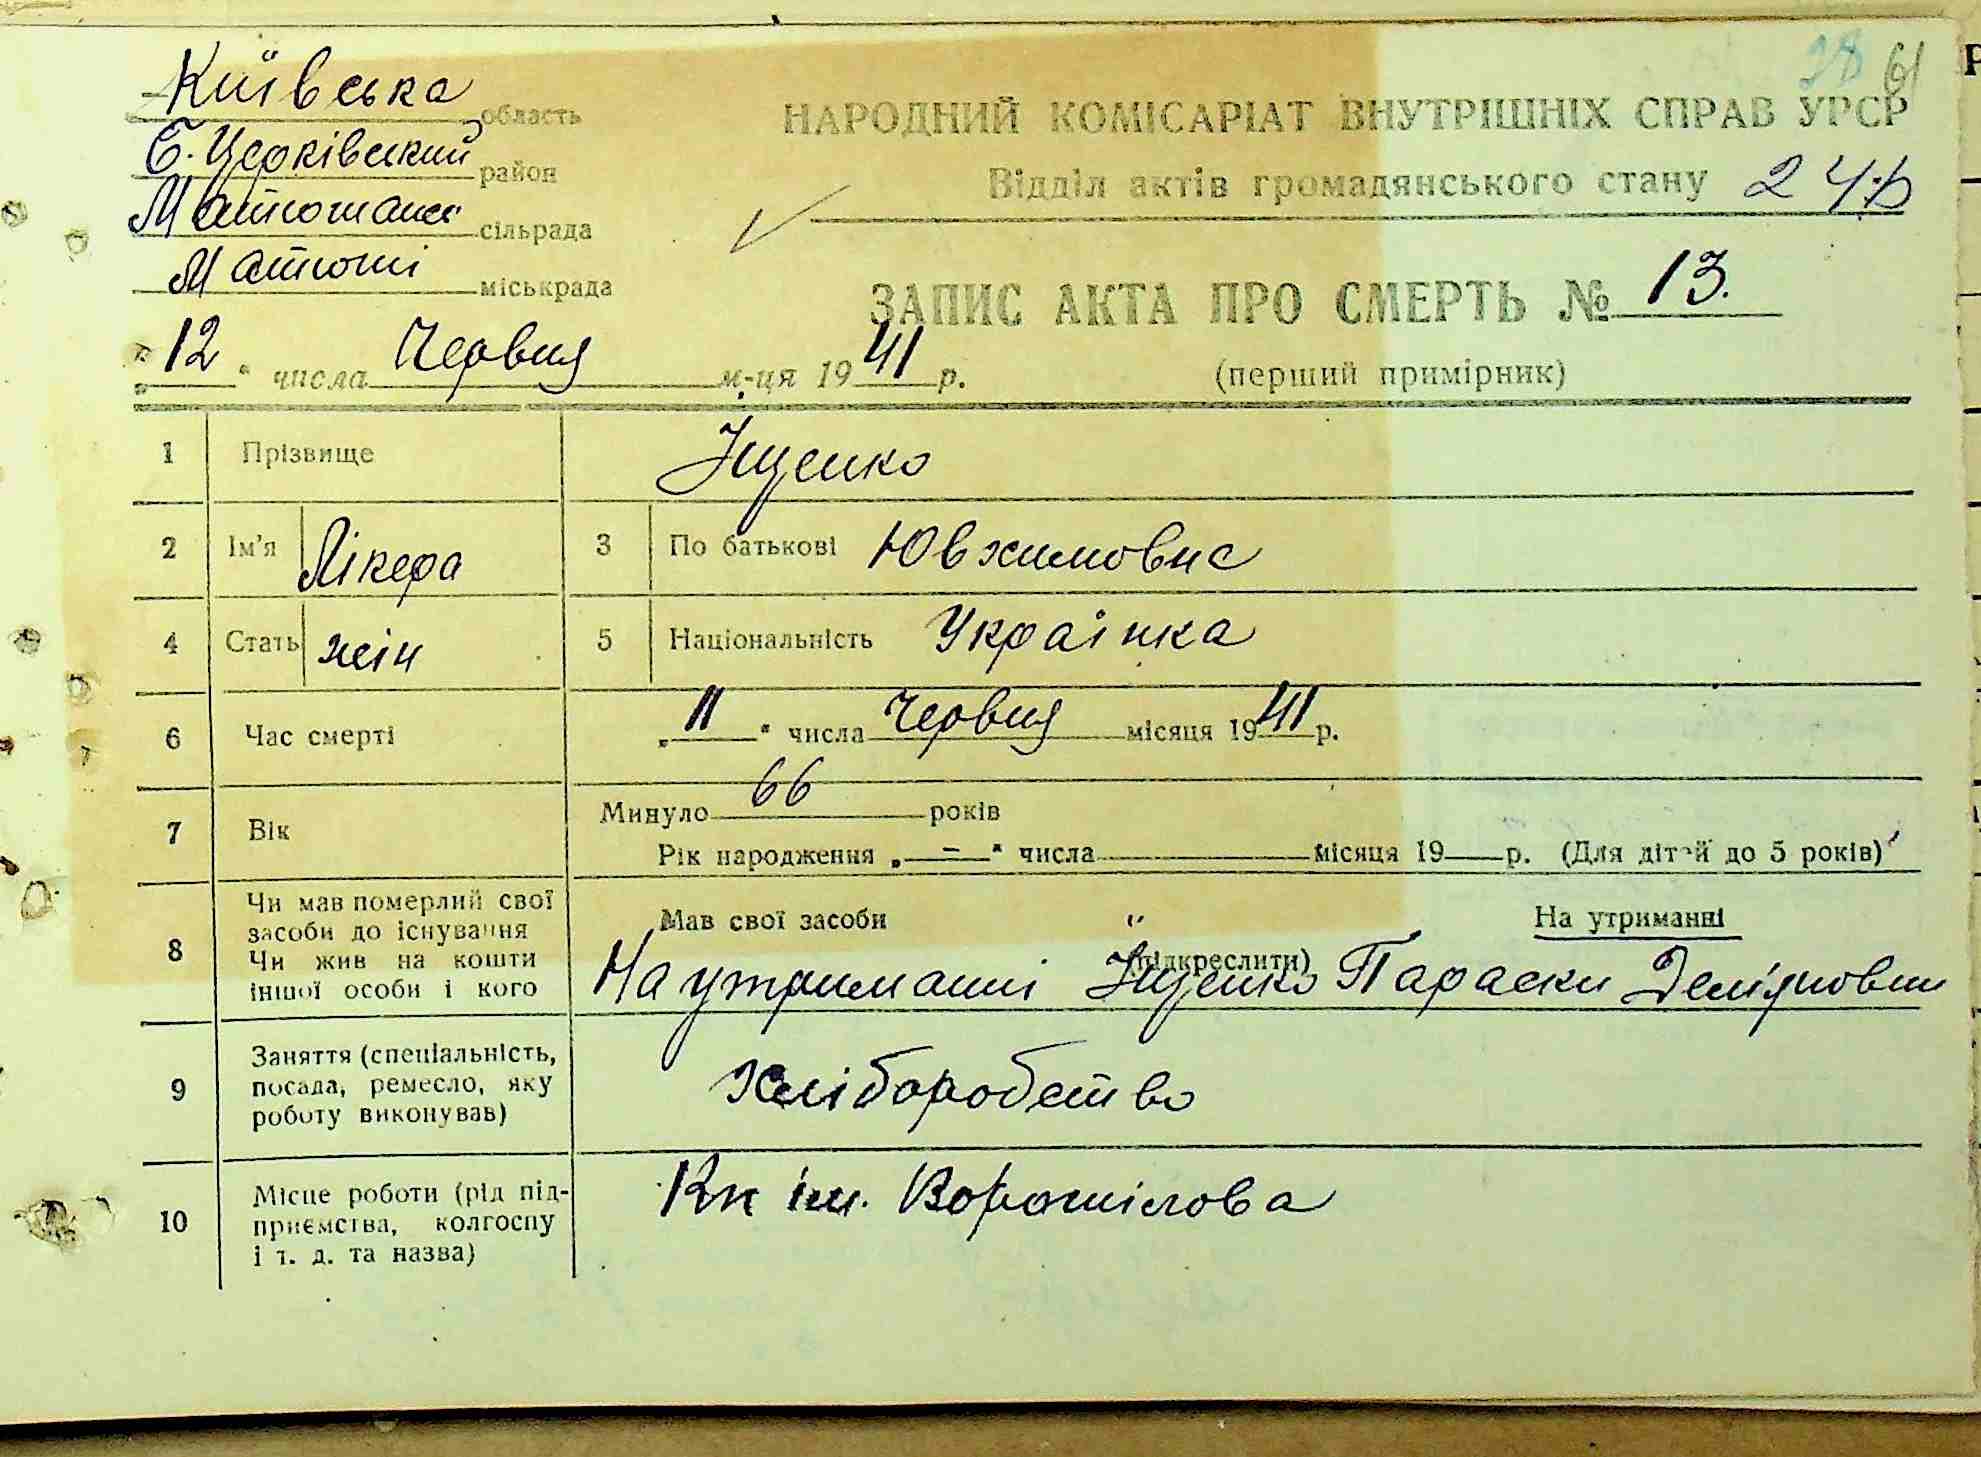 28 61
Київська область
Б. Церківський район
Матюшанс сільрада
Матюші міськрада
НАРОДНИЙ КОМІСАРІАТ ВНУТРІШНІХ СПРАВ УРСР
Відділ актів громадянського стану
ЗАПИС АКТА ПРО СМЕРТЬ № 13.
(перший примірник)
"12" числа Червня м-ця 1941 р.
1 Прізвище Іщенко
2 Ім'я Лікера 3 По батькові Ювхимовна
4 Стать жін 5 Національність Українка
6 Час смерті „11" числа Червня місяця 1941 р.
7 Вік Минуло 66 років
Рік народження „-" числа місяця 19 р. (Для дітей до 5 років)
8 Чи мав померлий свої засоби до існування Чи жив на кошти іншої особи і кого
Мав свої засоби " На утриманні
(підкреслити)
На утриманні Іщенко Параски Дем'яновни
9 Заняття (спеціальність, посада, ремесло, яку роботу виконував) Хліборобство
10 Місце роботи (рід підприємства, колгоспу і т. д. та назва) Кп ім. Ворошілова